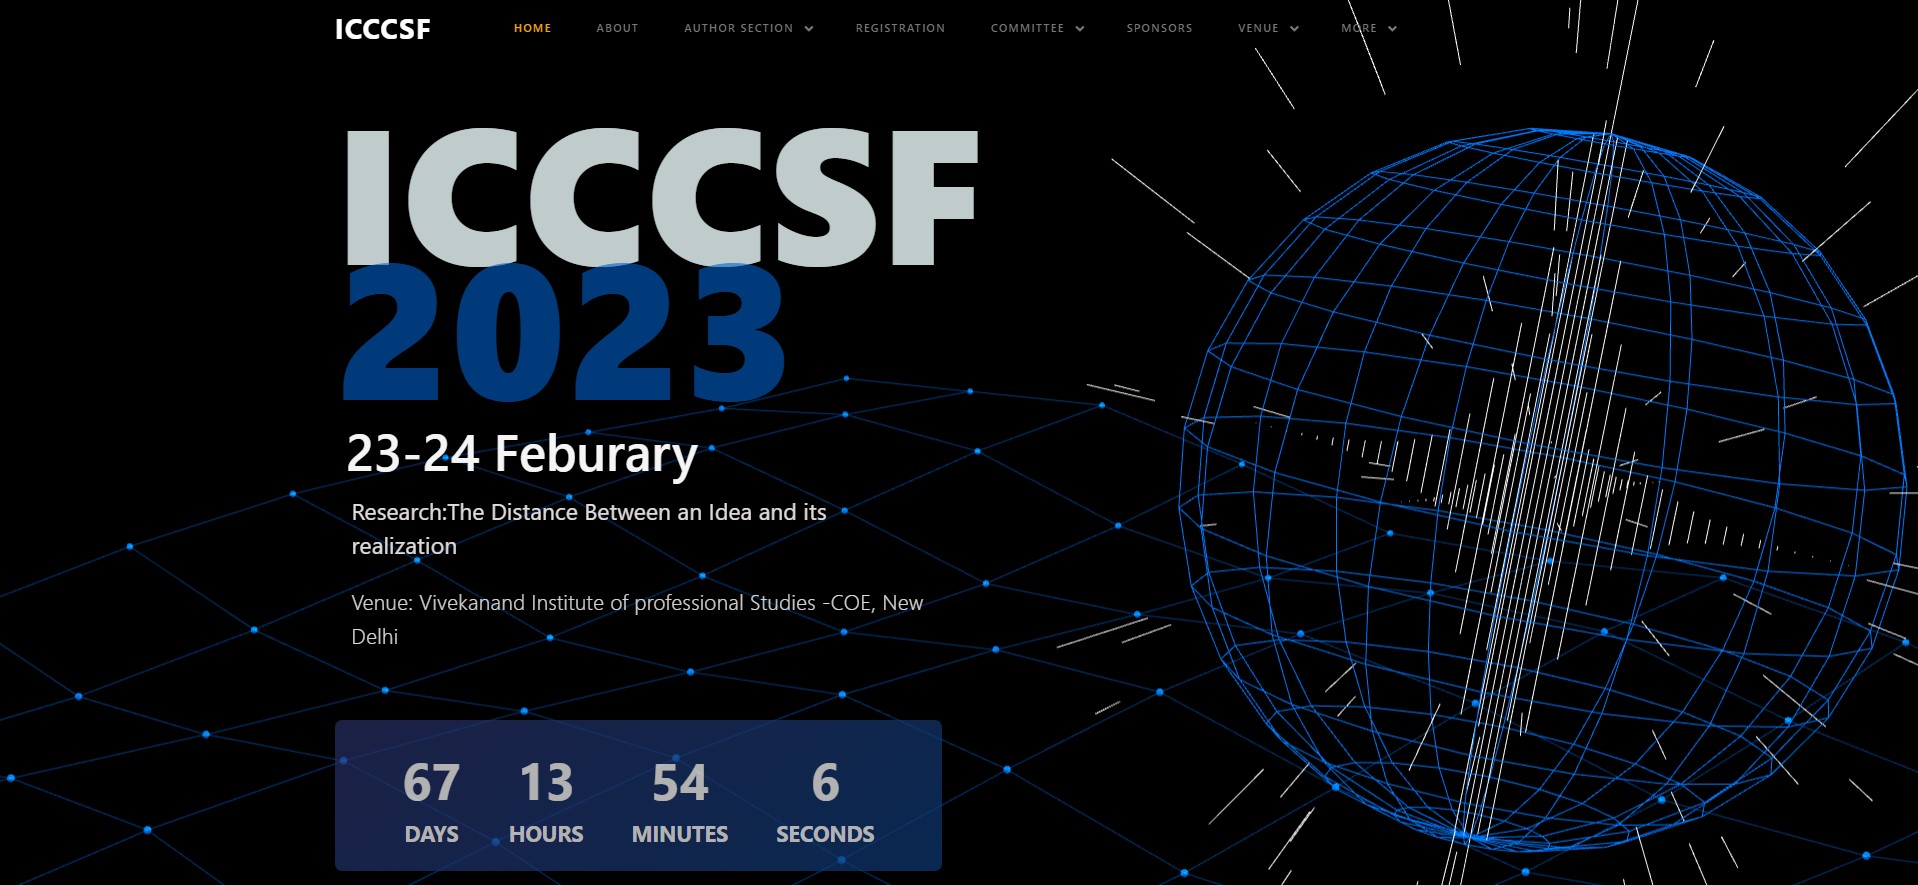 ICCCSF HOME ABOUT AUTHOR SECTION REGISTRATION COMMITTEE SPONSORS VENUE MORE
ICCCSF
2023
23-24 Feburary
Research:The Distance Between an Idea and its
realization
Venue: Vivekanand Institute of professional Studies -COE, New
Delhi
67 13 54 6
DAYS HOURS MINUTES SECONDS